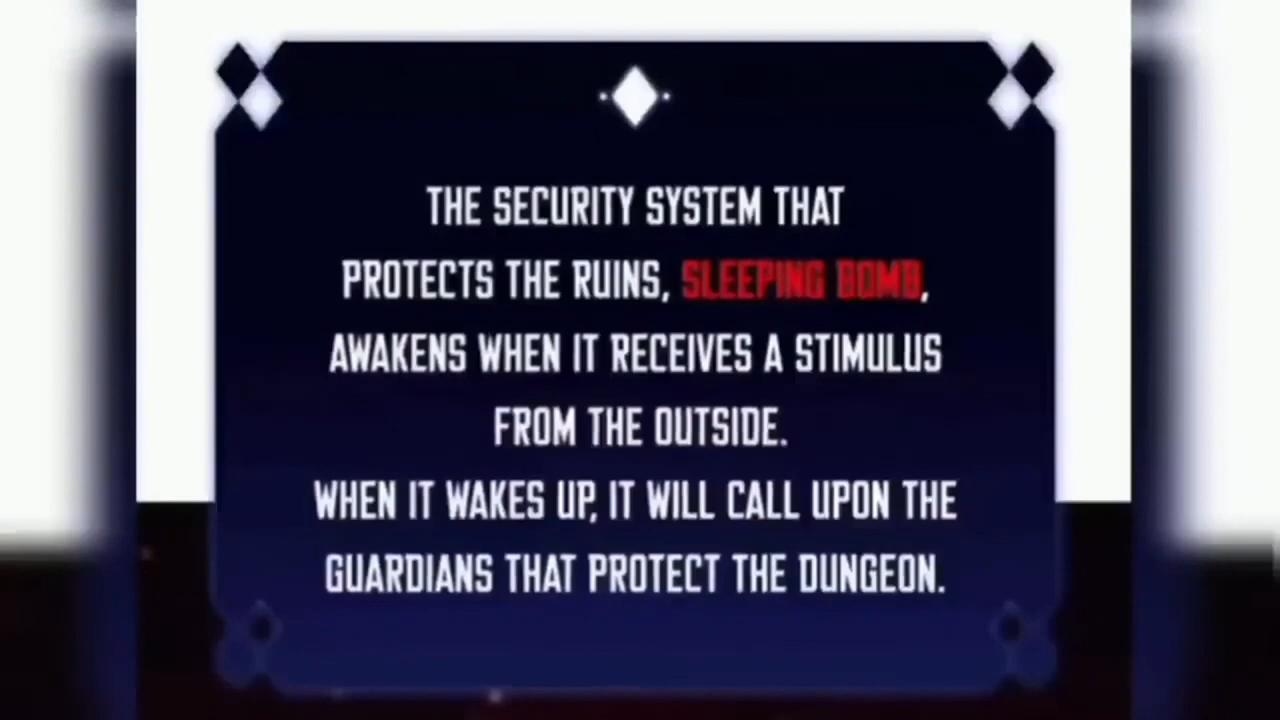 THE SECURITY SYSTEM THAT
PROTECTS THE RUINS, SLEEPING BOMB,
AWAKENS WHEN IT RECEIVES A STIMULUS
FROM THE OUTSIDE.
WHEN IT WAKES UP, IT WILL CALL UPON THE
GUARDIANS THAT PROTECT THE DUNGEON.